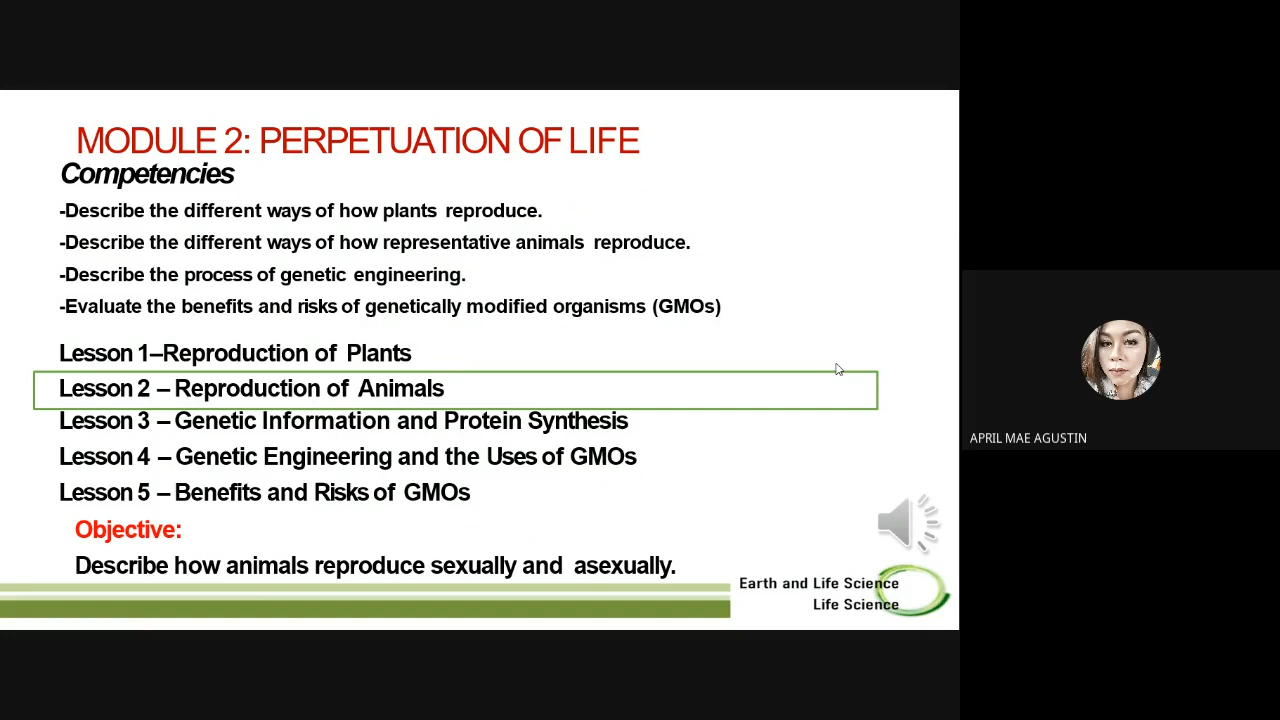 MODULE 2: PERPETUATION OF LIFE
Competencies
-Describe the different ways of how plants reproduce.
-Describe the different ways of how representative animals reproduce.
-Describe the process of genetic engineering.
-Evaluate the benefits and risks of genetically modified organisms (GMOs)
Lesson 1–Reproduction of Plants
Lesson 2 – Reproduction of Animals
Lesson 3 – Genetic Information and Protein Synthesis
Lesson 4 – Genetic Engineering and the Uses of GMOs
Lesson 5 – Benefits and Risks of GMOs
Objective:
Describe how animals reproduce sexually and asexually.
Earth and Life Science
Life Science
APRIL MAE AGUSTIN